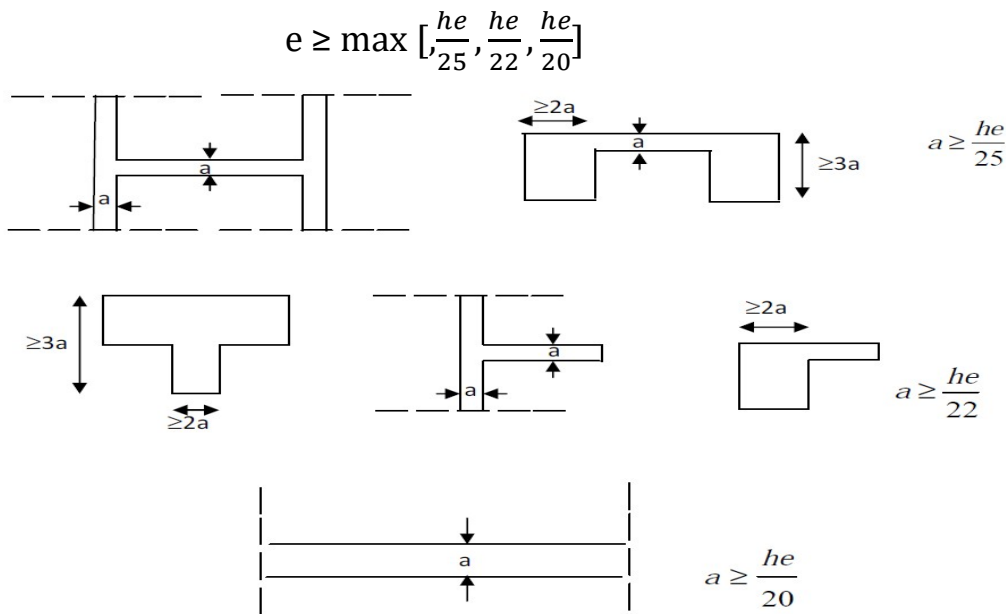 e ≥ max [, he/25 , he/22 , he/20]
≥2a
a
a
a
≥3a
a ≥ he/25
≥3a
≥2a
a
a
≥2a
a ≥ he/22
a
a ≥ he/20